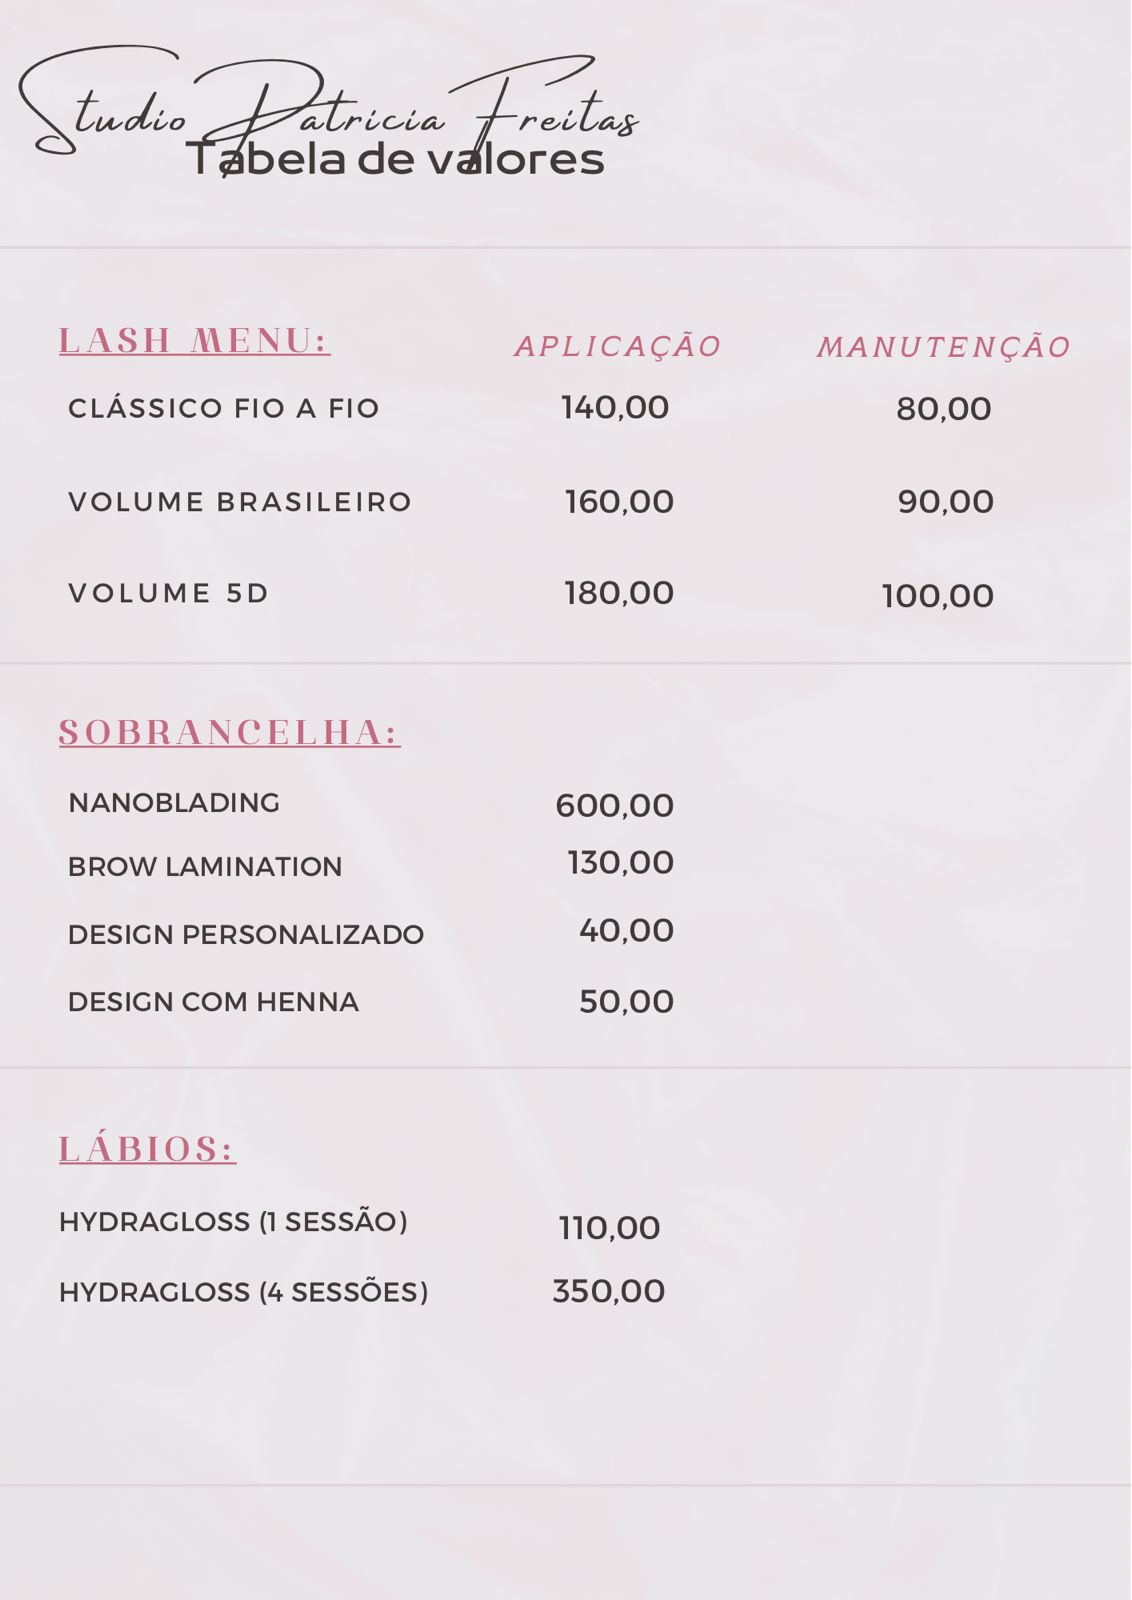 Studio Patricia Freitas
Tabela de valores
LASH MENU: APLICAÇÃO MANUTENÇÃO
CLÁSSICO FIO A FIO 140,00 80,00
VOLUME BRASILEIRO 160,00 90,00
VOLUME 5D 180,00 100,00
SOBRANCELHA:
NANOBLADING 600,00
BROW LAMINATION 130,00
DESIGN PERSONALIZADO 40,00
DESIGN COM HENNA 50,00
LÁBIOS:
HYDRAGLOSS (1 SESSÃO) 110,00
HYDRAGLOSS (4 SESSÕES) 350,00